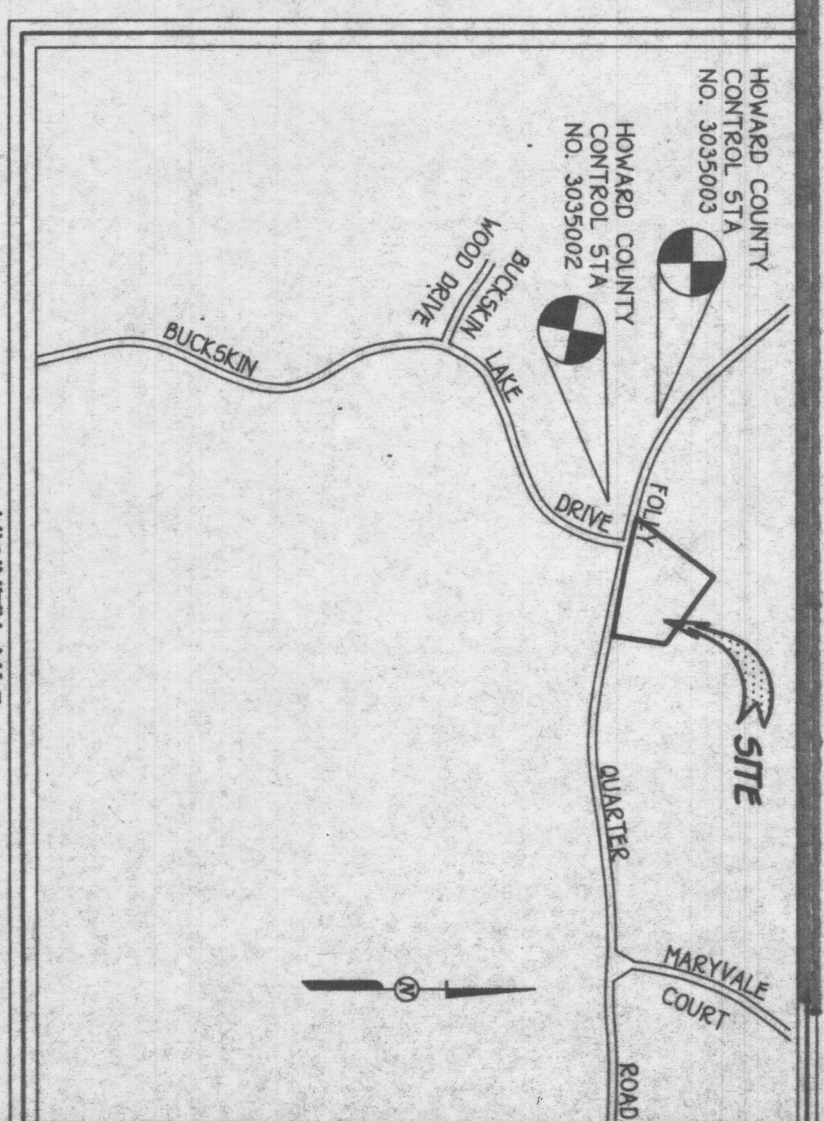 HOWARD COUNTY
CONTROL STA
NO. 3035003
HOWARD COUNTY
CONTROL STA
NO. 3035002
BUCKSKIN
WOOD DRIVE
BUCKSKIN
LAKE
DRIVE
FOLLY
QUARTER
ROAD
MARYVALE
COURT
SITE
N